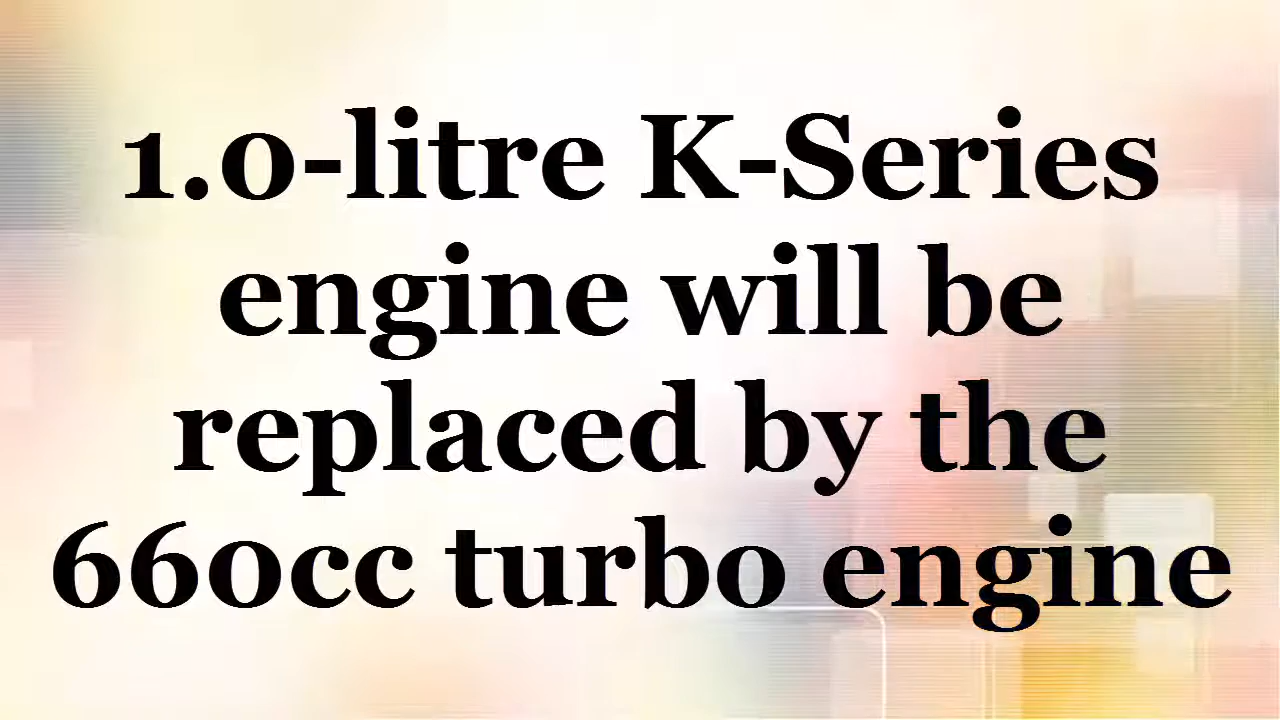 1.0-litre K-Series
engine will be
replaced by the
660cc turbo engine